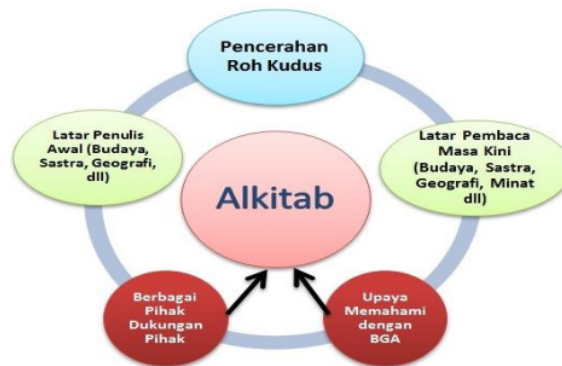 Pencerahan
Roh Kudus
Latar Penulis
Awal (Budaya,
Sastra, Geografi,
dll)
Latar Pembaca
Masa Kini
(Budaya, Sastra,
Geografi, Minat
dll)
Alkitab
Berbagai
Pihak
Dukungan
Pihak
Upaya
Memahami
dengan
BGA